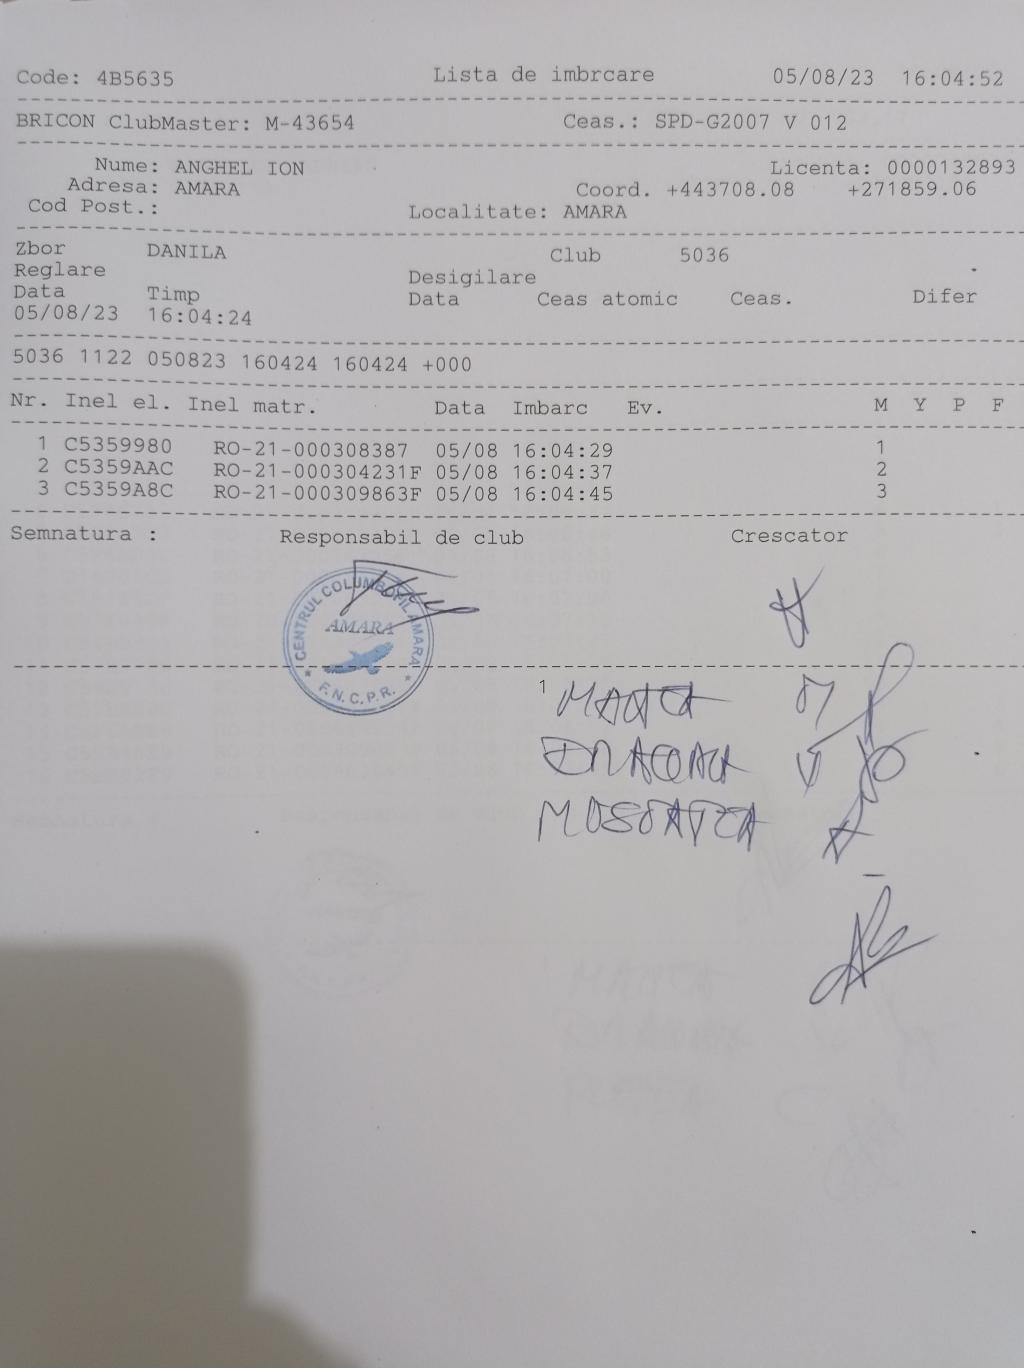 Code: 4B5635 Lista de imbrcare 05/08/23 16:04:52
BRICON ClubMaster: M-43654 Ceas.: SPD-G2007 V 012
Nume: ANGHEL ION Licenta: 0000132893
Adresa: AMARA Coord. +443708.08 +271859.06
Cod Post.: Localitate: AMARA
Zbor DANILA Club 5036
Reglare Desigilare
Data Timp Data Ceas atomic Ceas. Difer
05/08/23 16:04:24
5036 1122 050823 160424 160424 +000
Nr. Inel el. Inel matr. Data Imbarc Ev. M Y P F
1 C5359980 RO-21-000308387 05/08 16:04:29 1
2 C5359AAC RO-21-000304231F 05/08 16:04:37 2
3 C5359A8C RO-21-000309863F 05/08 16:04:45 3
Semnatura : Responsabil de club Crescator
CENTRUL COLUMBOFIL AMARA
AMARA
F.N.C.P.R.
1